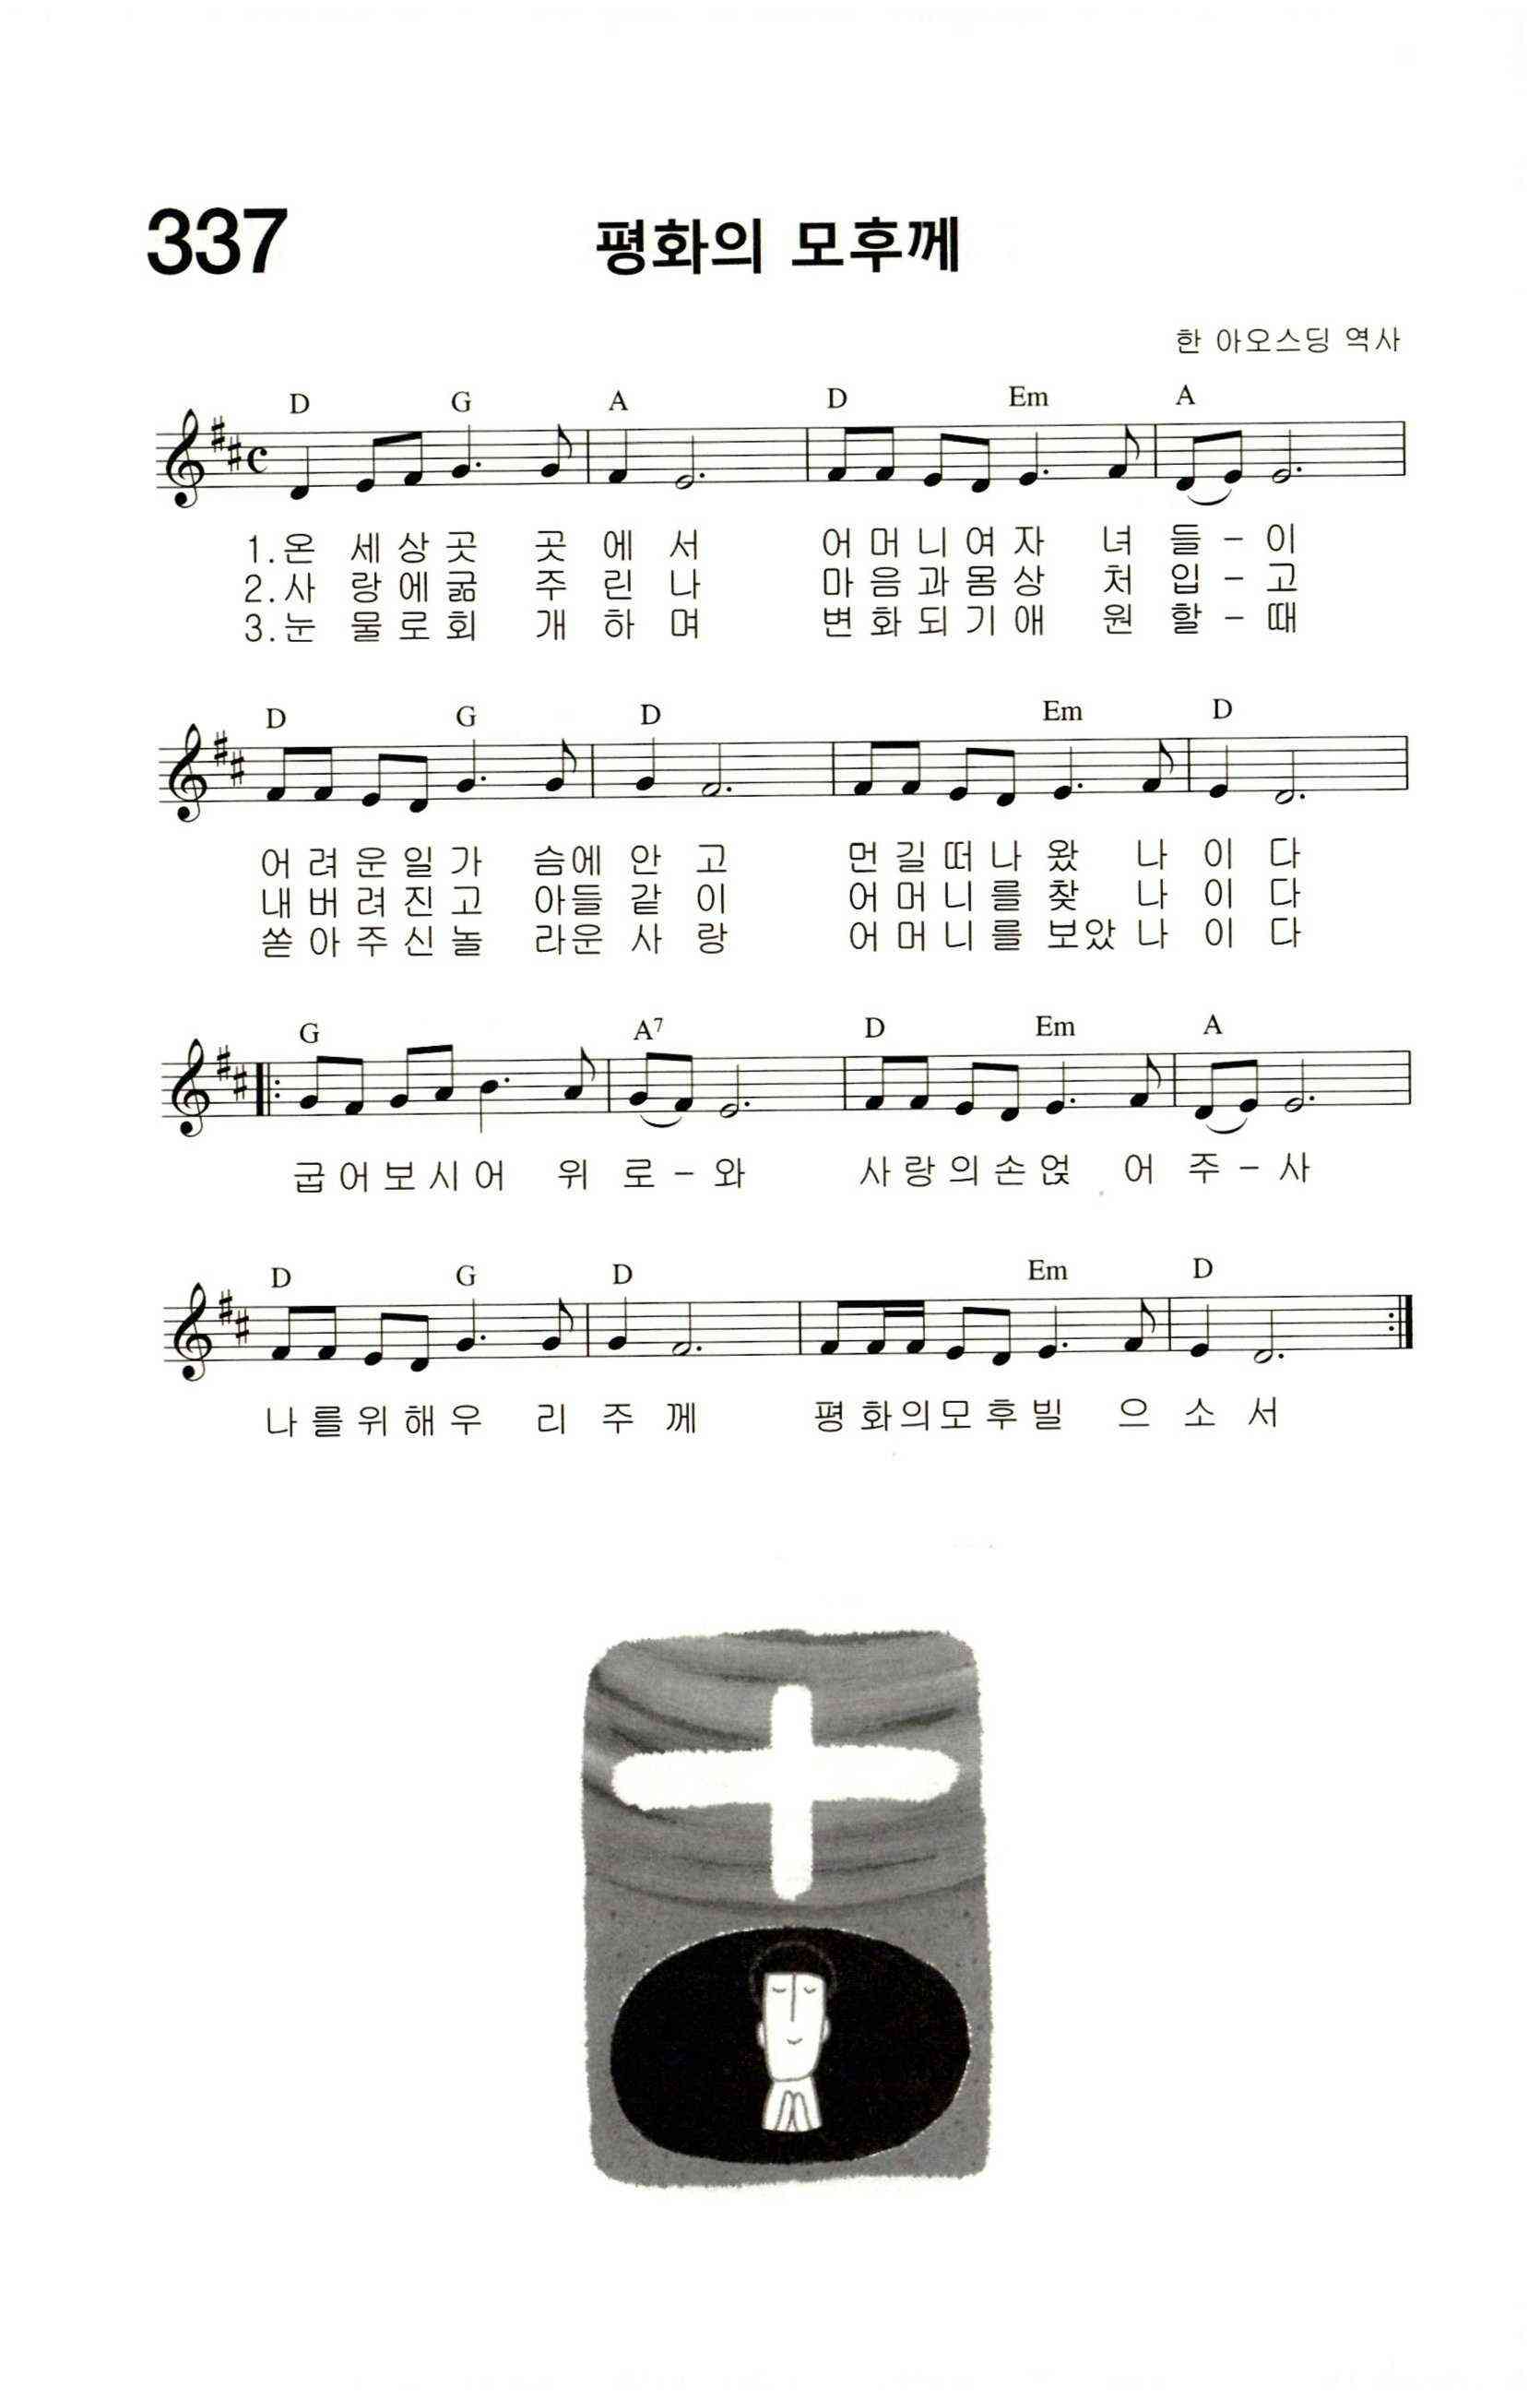 337
평화의 모후께
한 아오스딩 역사
D G A D Em A
1.온 세상곳 곳 에 서 어머니여자 녀 들 - 이
2.사 랑에굶 주 린 나 마음과몸상 처 입 - 고
3.눈 물로회 개 하 며 변화되기애 원 할 - 때
D G D Em D
어려운일가 슴에 안 고 먼길떠나왔 나 이 다
내버려진고 아들 같 이 어머니를찾 나 이 다
쏟아주신놀 라운 사 랑 어머니를보았나 이 다
G A7 D Em A
굽어보시어 위 로 - 와 사랑의손얹 어 주 - 사
D G D Em D
나를위해우 리 주 께 평화의모후빌 으 소 서